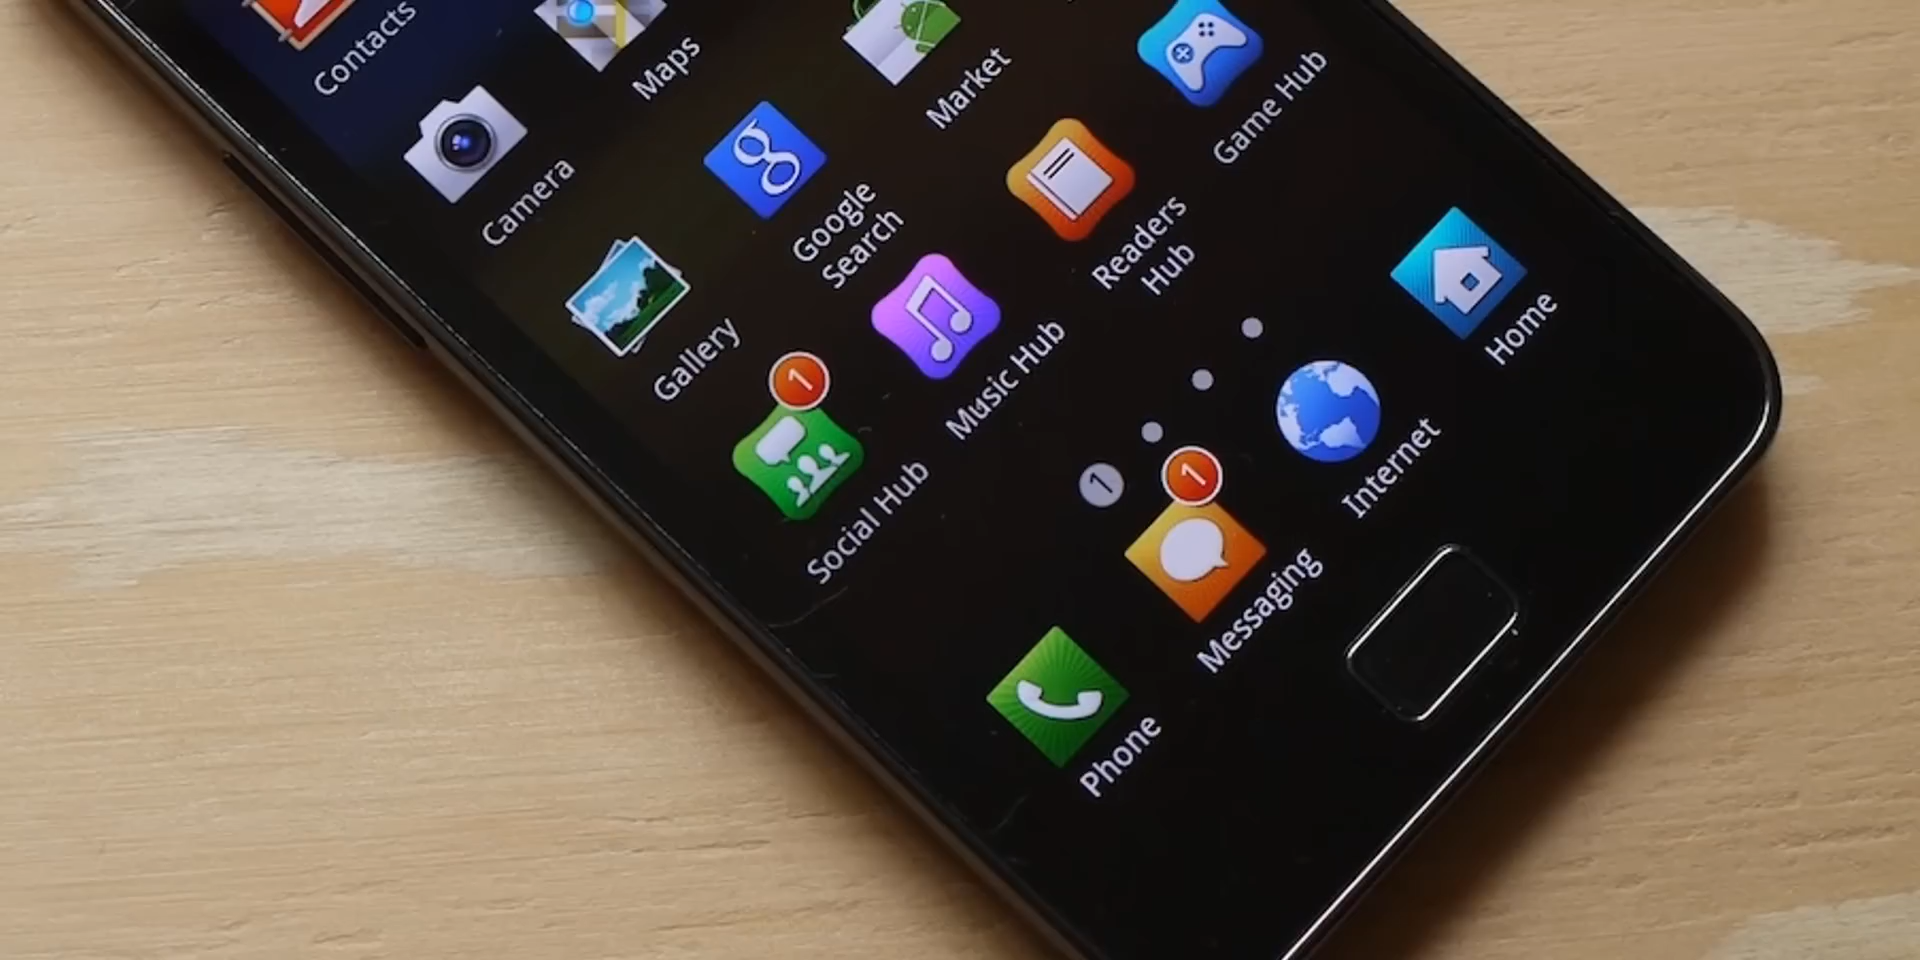 Contacts
Maps
Market
Game Hub
Camera
Google
Search
Readers
Hub
Gallery
Music Hub
1
Social Hub
1
1
Phone
Messaging
Internet
Home